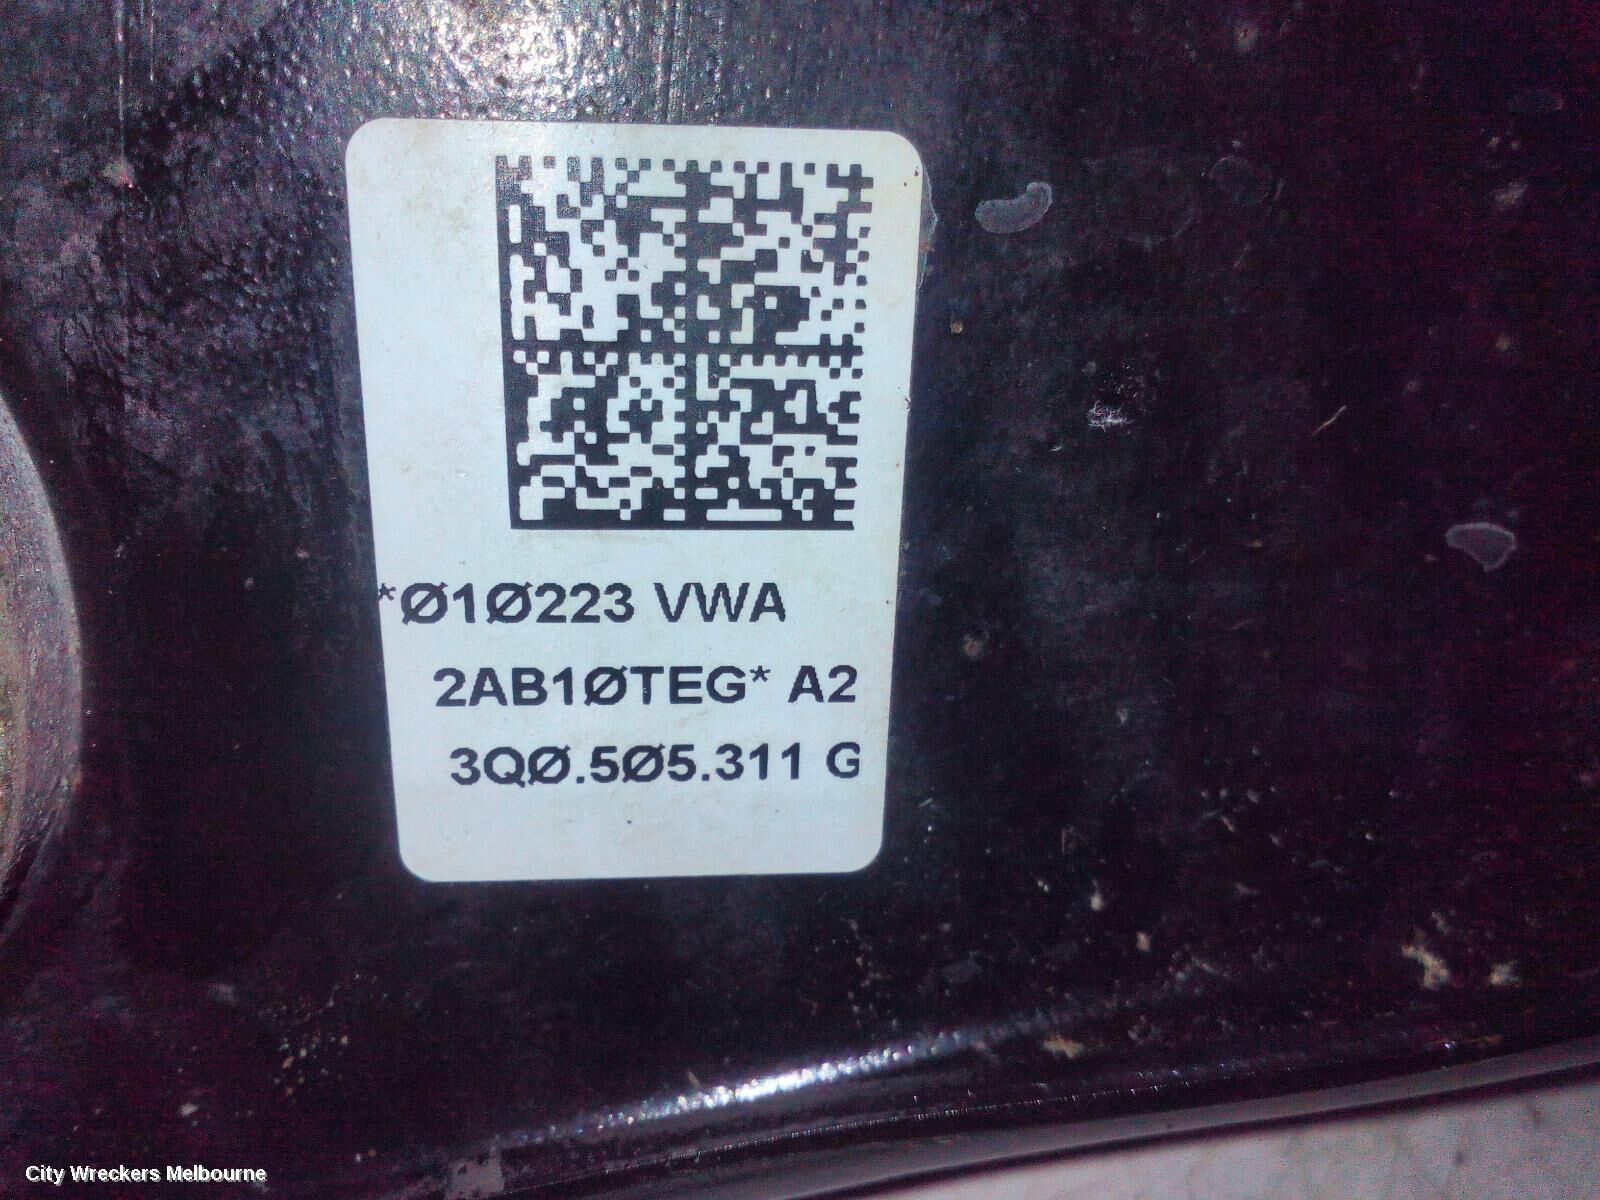 *Ø1Ø223 VWA
2AB1ØTEG* A2
3QØ.5Ø5.311 G
City Wreckers Melbourne